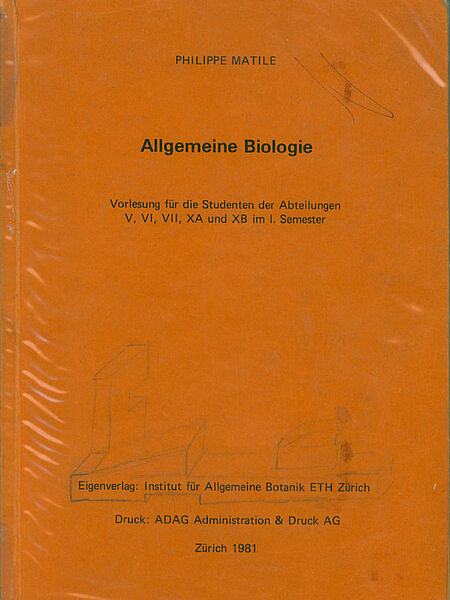 PHILIPPE MATILE
Allgemeine Biologie
Vorlesung für die Studenten der Abteilungen
V, VI, VII, XA und XB im I. Semester
Eigenverlag: Institut für Allgemeine Botanik ETH Zürich
Druck: ADAG Administration & Druck AG
Zürich 1981